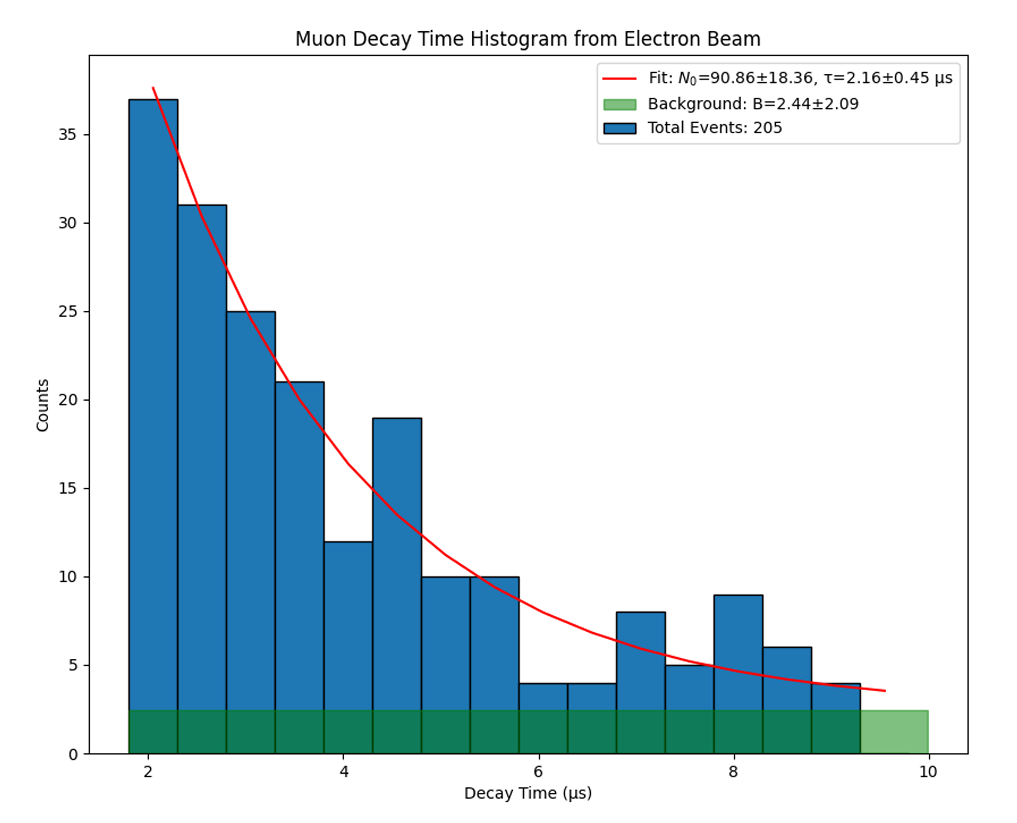 Muon Decay Time Histogram from Electron Beam
Fit: N₀=90.86±18.36, τ=2.16±0.45 μs
Background: B=2.44±2.09
Total Events: 205
Counts
35
30
25
20
15
10
5
0
2 4 6 8 10
Decay Time (μs)